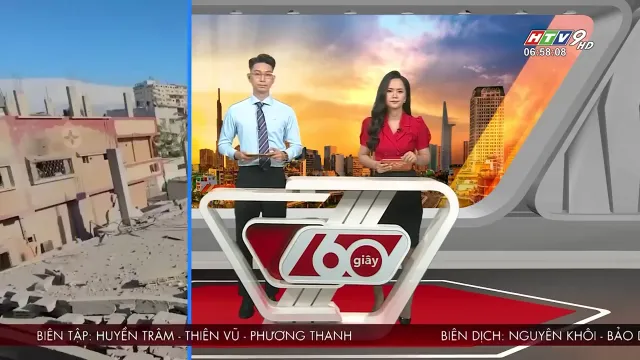 HTV9 HD
06:58:08
60 giây
BIÊN TẬP: HUYỀN TRÂM - THIÊN VŨ - PHƯƠNG THANH
BIÊN DỊCH: NGUYÊN KHÔI - BẢO